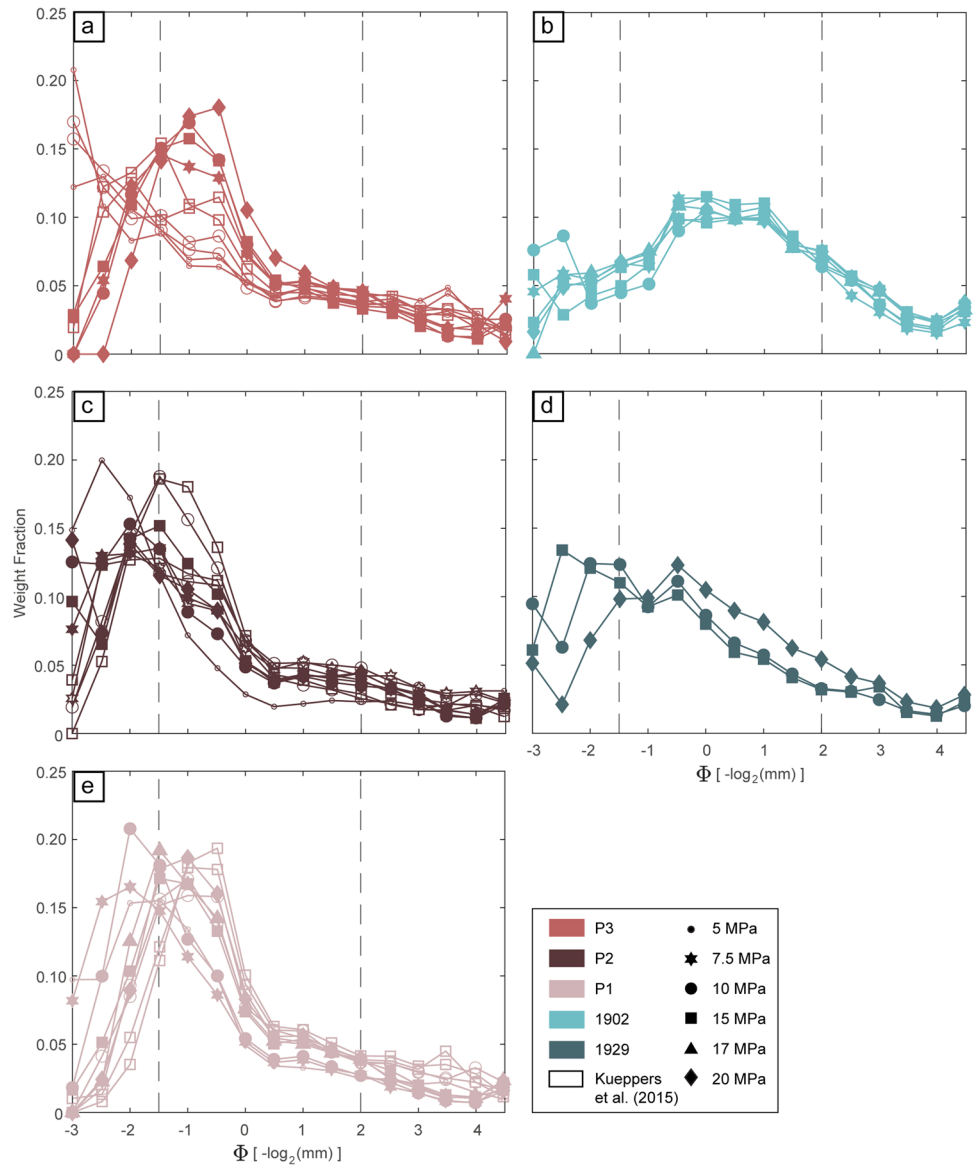 a
b
0.25
0.20
0.15
0.10
0.05
0
c
d
0.25
0.20
0.15
0.10
0.05
0
Weight Fraction
-3 -2 -1 0 1 2 3 4
Φ [ -log2(mm) ]
e
0.25
0.20
0.15
0.10
0.05
0
-3 -2 -1 0 1 2 3 4
Φ [ -log2(mm) ]
P3
P2
P1
1902
1929
Kueppers
et al. (2015)
5 MPa
7.5 MPa
10 MPa
15 MPa
17 MPa
20 MPa